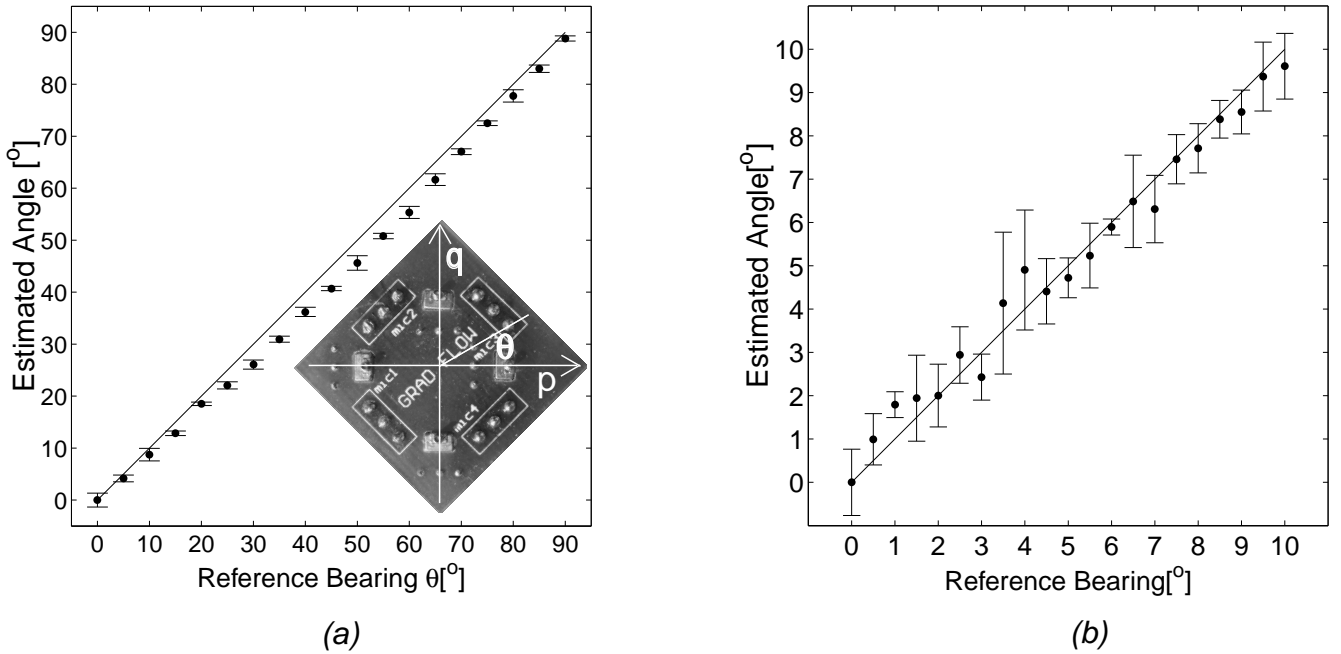 Estimated Angle [o]
90
80
70
60
50
40
30
20
10
0
0 10 20 30 40 50 60 70 80 90
Reference Bearing θ[o]
q
mic2
mic3
θ
GRAD FLOW
p
mic1
mic4
(a)
Estimated Angle[o]
10
9
8
7
6
5
4
3
2
1
0
0 1 2 3 4 5 6 7 8 9 10
Reference Bearing[o]
(b)